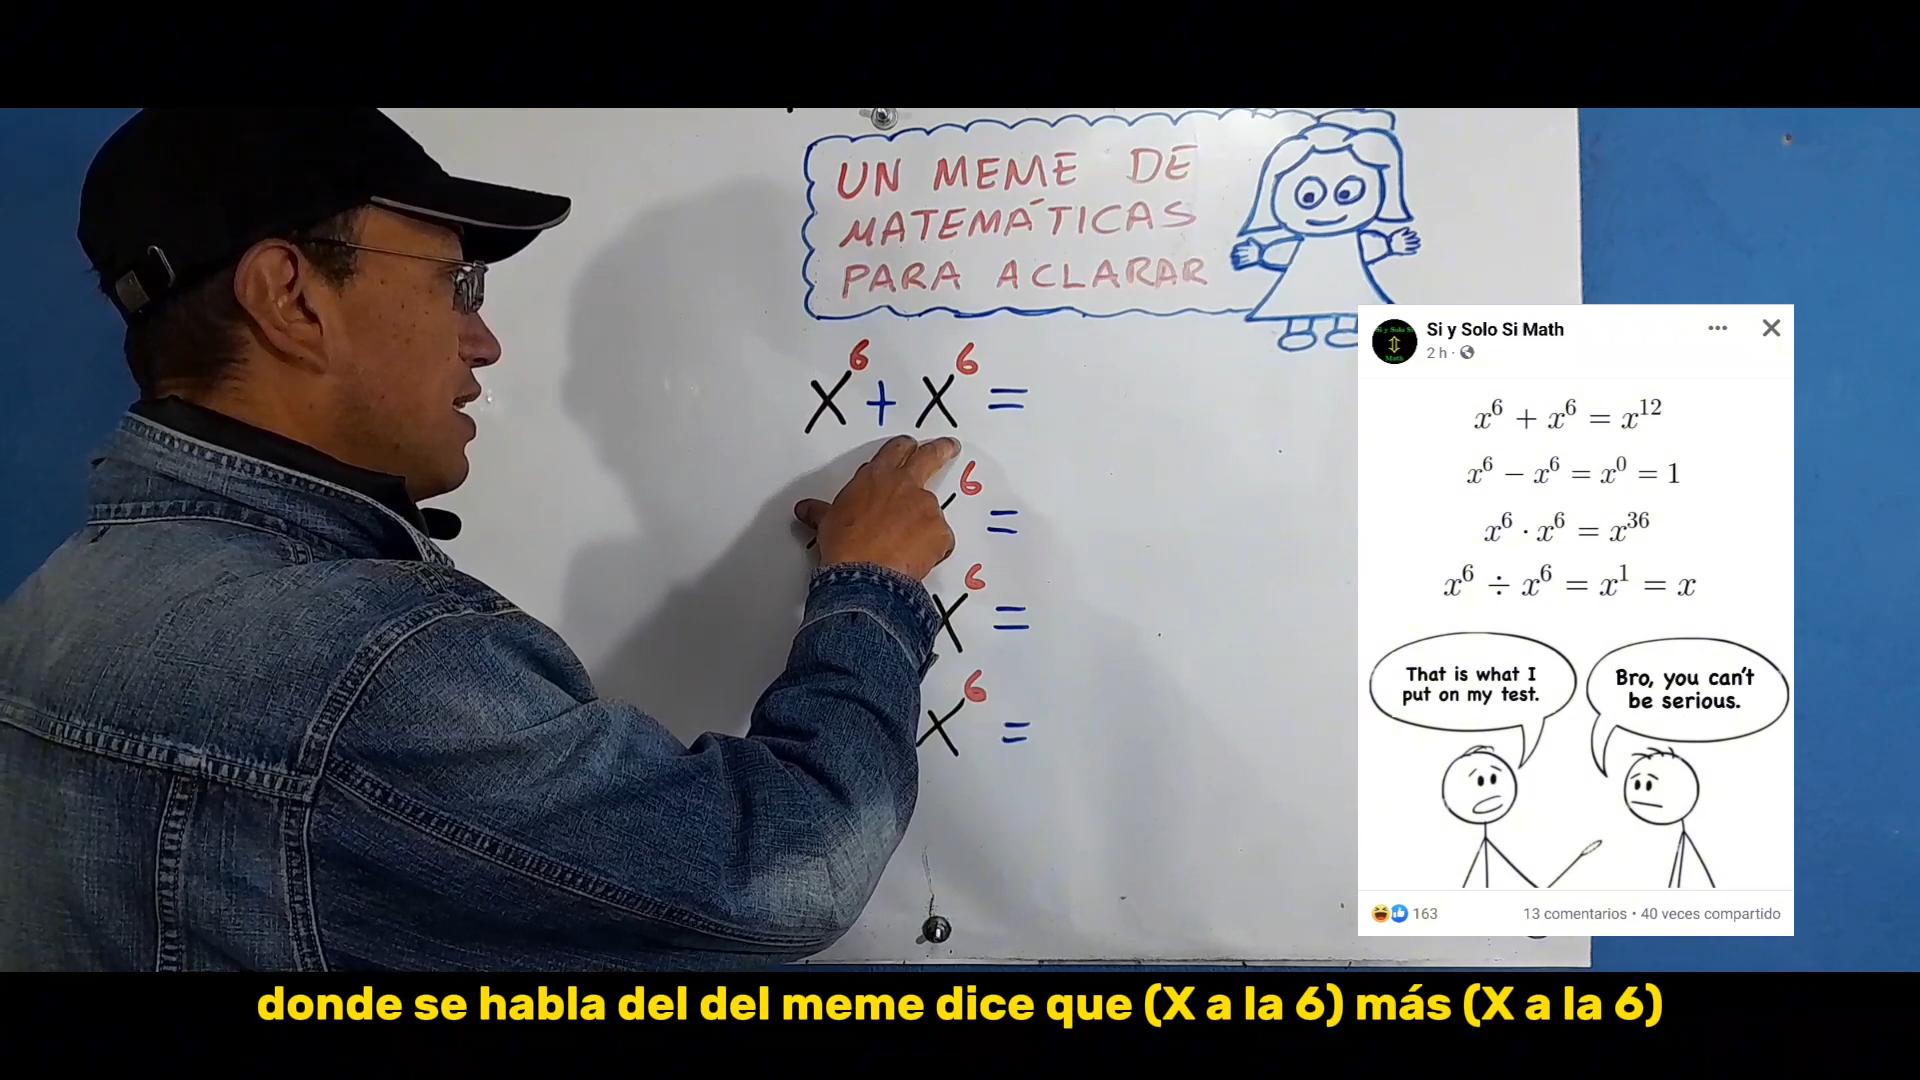 UN MEME DE
MATEMÁTICAS
PARA ACLARAR
X⁶ + X⁶ =
⁶ =
X⁶ =
X⁶ =
Si y Solo Si Math
2 h ·
x⁶ + x⁶ = x¹²
x⁶ − x⁶ = x⁰ = 1
x⁶ · x⁶ = x³⁶
x⁶ ÷ x⁶ = x¹ = x
That is what I
put on my test.
Bro, you can't
be serious.
163
13 comentarios • 40 veces compartido
donde se habla del del meme dice que (X a la 6) más (X a la 6)